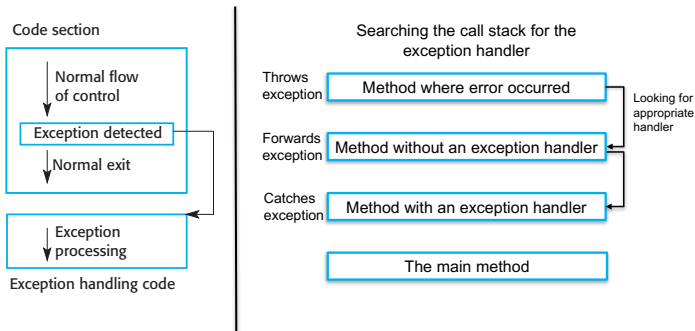 Code section
Normal flow
of control
Exception detected
Normal exit
Exception
processing
Exception handling code
Searching the call stack for the
exception handler
Throws
exception
Method where error occurred
Looking for
appropriate
handler
Forwards
exception
Method without an exception handler
Catches
exception
Method with an exception handler
The main method